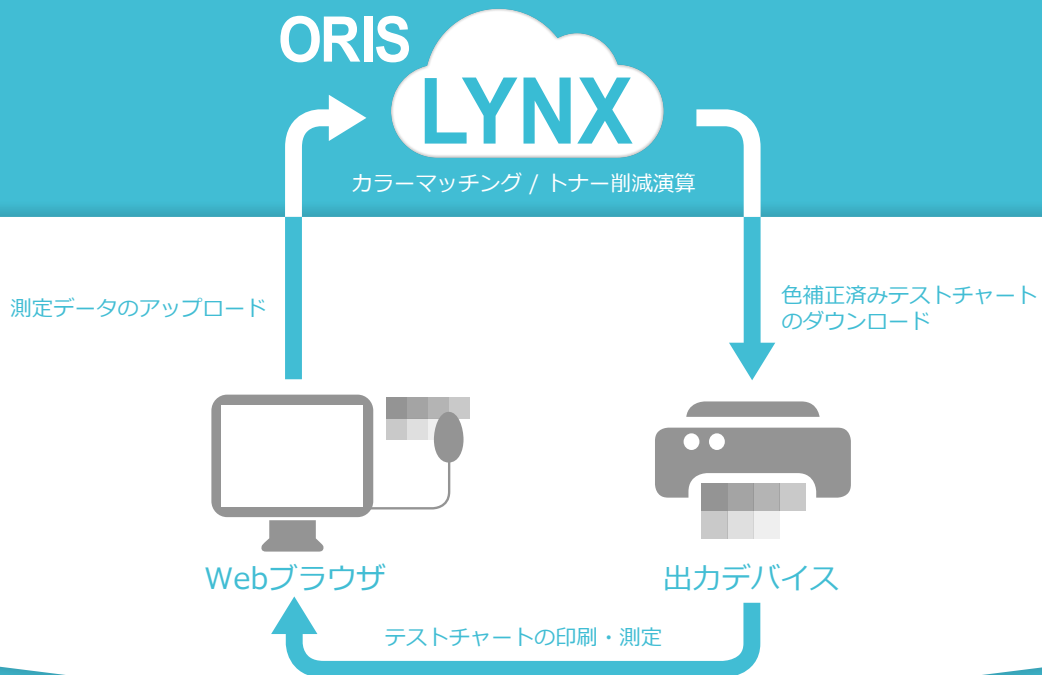 ORIS
LYNX
カラーマッチング / トナー削減演算
測定データのアップロード
色補正済みテストチャート
のダウンロード
Webブラウザ
出力デバイス
テストチャートの印刷・測定